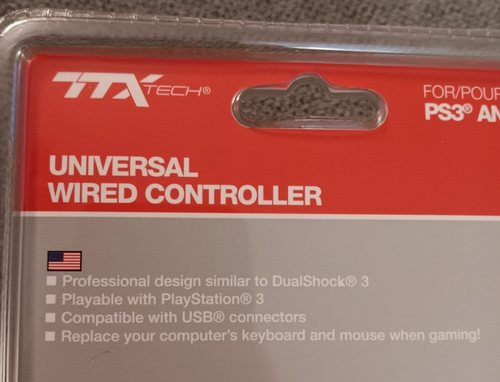 TTX TECH®
FOR/POUR
PS3® AN
UNIVERSAL
WIRED CONTROLLER
Professional design similar to DualShock® 3
Playable with PlayStation® 3
Compatible with USB® connectors
Replace your computer's keyboard and mouse when gaming!